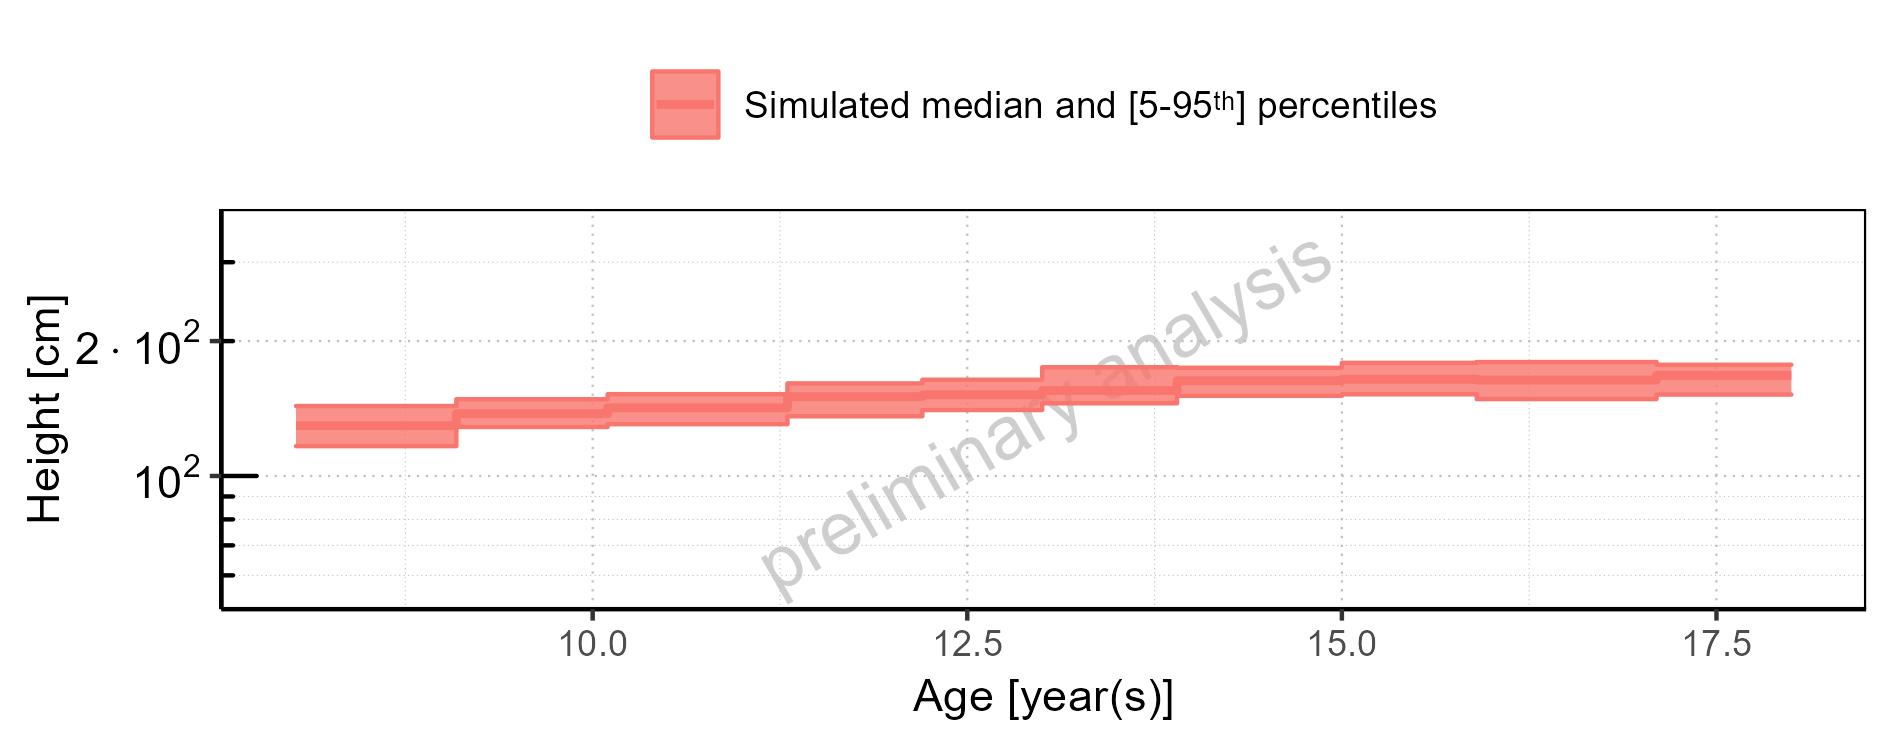 Simulated median and [5-95th] percentiles
Height [cm]
2 · 10²
10²
preliminary analysis
10.0
12.5
15.0
17.5
Age [year(s)]